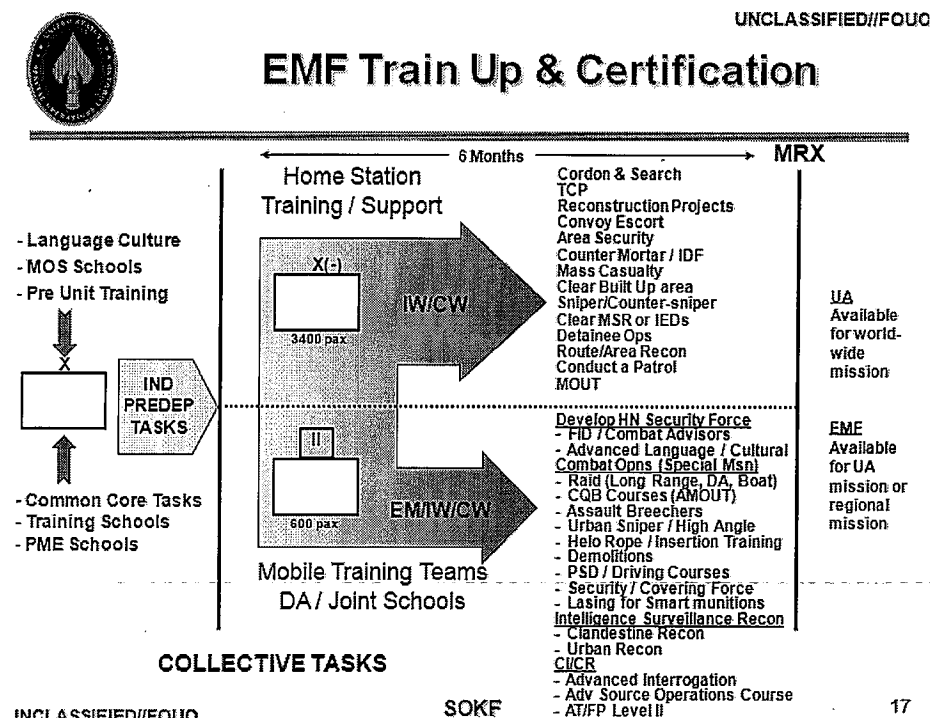 UNCLASSIFIED//FOUO
EMF Train Up & Certification
6 Months
MRX
Home Station
Training / Support
- Language Culture
- MOS Schools
- Pre Unit Training
X
IND
PREDEP
TASKS
- Common Core Tasks
- Training Schools
- PME Schools
X(-)
3400 pax
IW/CW
II
600 pax
EM/IW/CW
Mobile Training Teams
DA / Joint Schools
Cordon & Search
TCP
Reconstruction Projects
Convoy Escort
Area Security
Counter Mortar / IDF
Mass Casualty
Clear Built Up area
Sniper/Counter-sniper
Clear MSR or IEDs
Detainee Ops
Route/Area Recon
Conduct a Patrol
MOUT
Develop HN Security Force
- FID / Combat Advisors
- Advanced Language / Cultural
Combat Opns (Special Msn)
- Raid (Long Range, DA, Boat)
- CQB Courses (AMOUT)
- Assault Breechers
- Urban Sniper / High Angle
- Helo Rope / Insertion Training
- Demolitions
- PSD / Driving Courses
- Security / Covering Force
- Lasing for Smart munitions
Intelligence Surveillance Recon
- Clandestine Recon
- Urban Recon
CI/CR
- Advanced Interrogation
- Adv Source Operations Course
- AT/FP Level II
UA
Available
for world-
wide
mission
EMF
Available
for UA
mission or
regional
mission
COLLECTIVE TASKS
UNCLASSIFIED//FOUO
SOKF
17